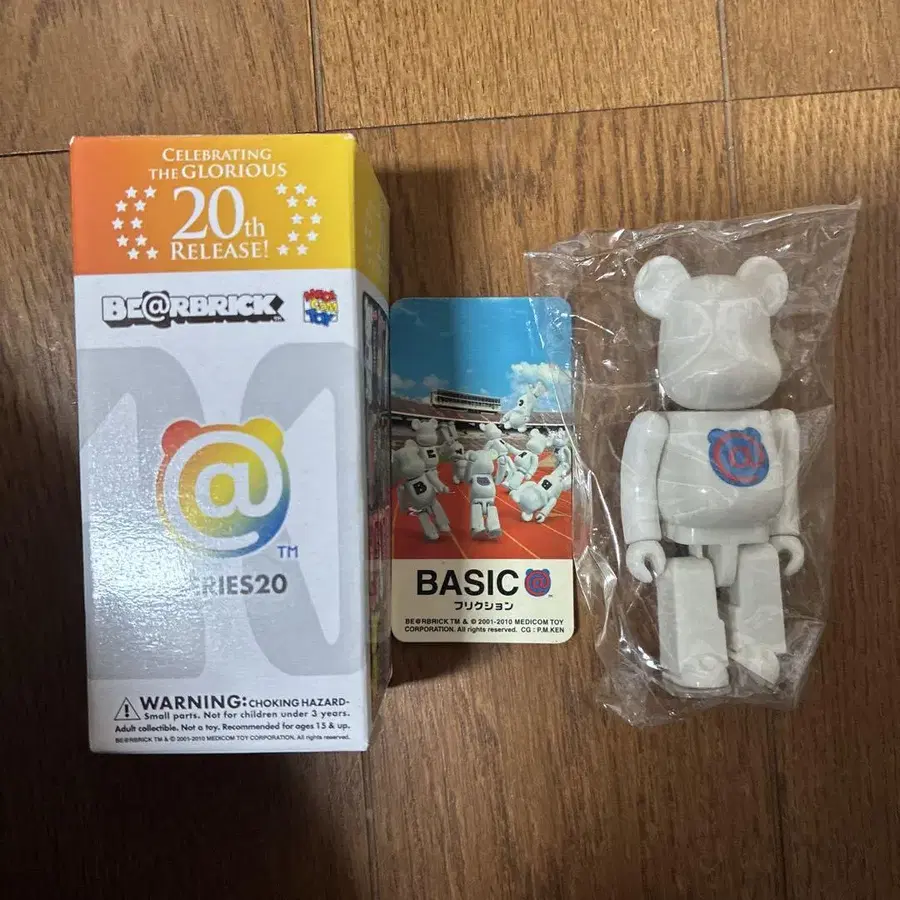 CELEBRATING
THE GLORIOUS
20th
RELEASE!
BE@RBRICK TM
MEDICOM TOY
@
TM
SERIES20
WARNING: CHOKING HAZARD-
Small parts. Not for children under 3 years.
Adult collectible. Not a toy. Recommended for ages 15 & up.
BE@RBRICK TM & © 2001-2010 MEDICOM TOY CORPORATION. All rights reserved.
BASIC @ TM
フリクション
BE@RBRICK TM & © 2001-2010 MEDICOM TOY
CORPORATION. All rights reserved. CG : P.M.KEN
@